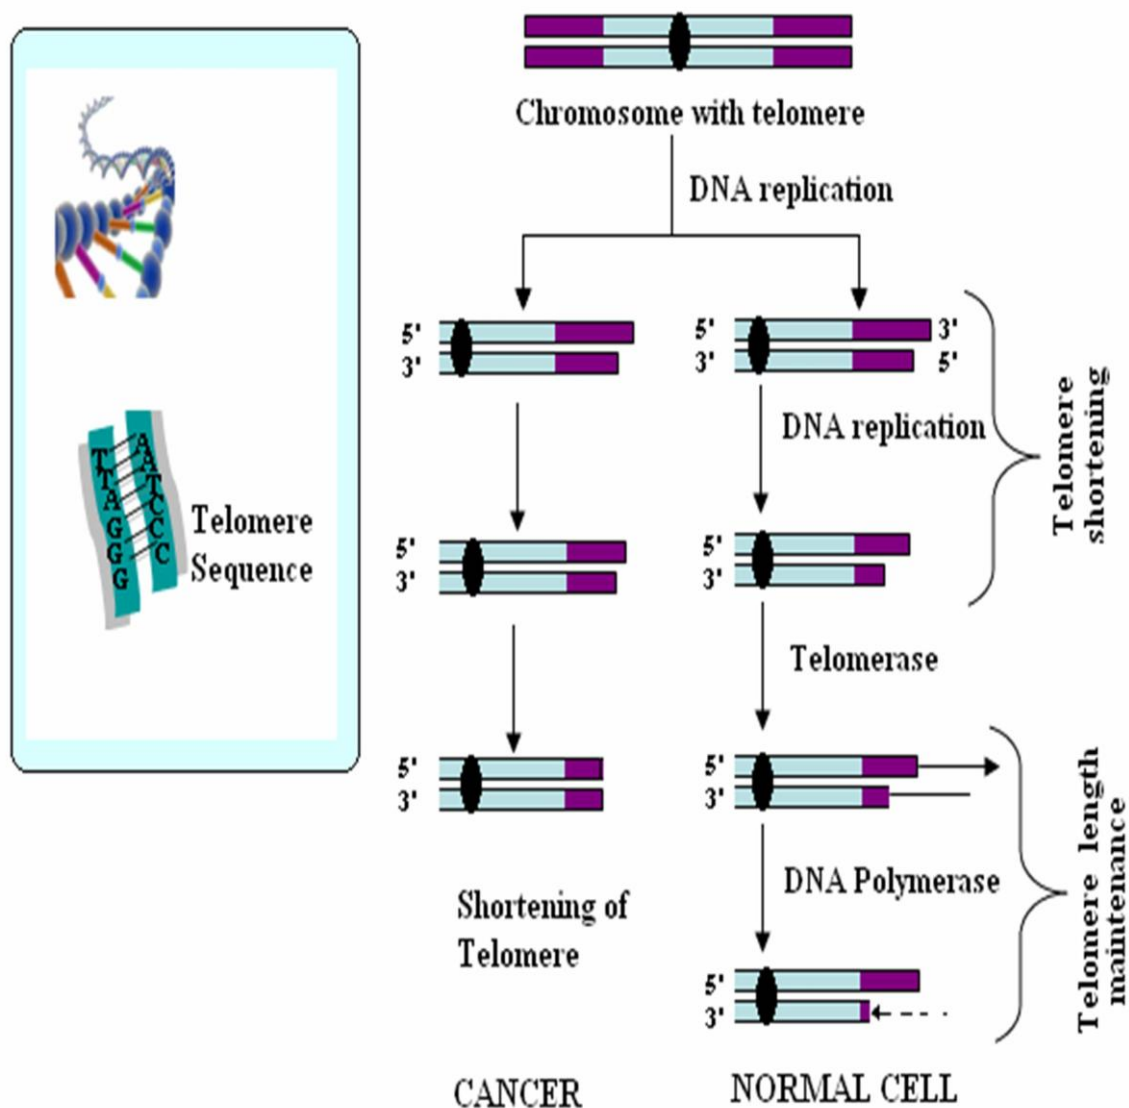 Chromosome with telomere
DNA replication
5'
3'
5'
3'
3'
5'
DNA replication
Telomere
shortening
T
T
A
G
G
G
A
A
T
C
C
C
Telomere
Sequence
5'
3'
5'
3'
Telomerase
5'
3'
5'
3'
Telomere length
maintenance
DNA Polymerase
Shortening of
Telomere
5'
3'
CANCER
NORMAL CELL